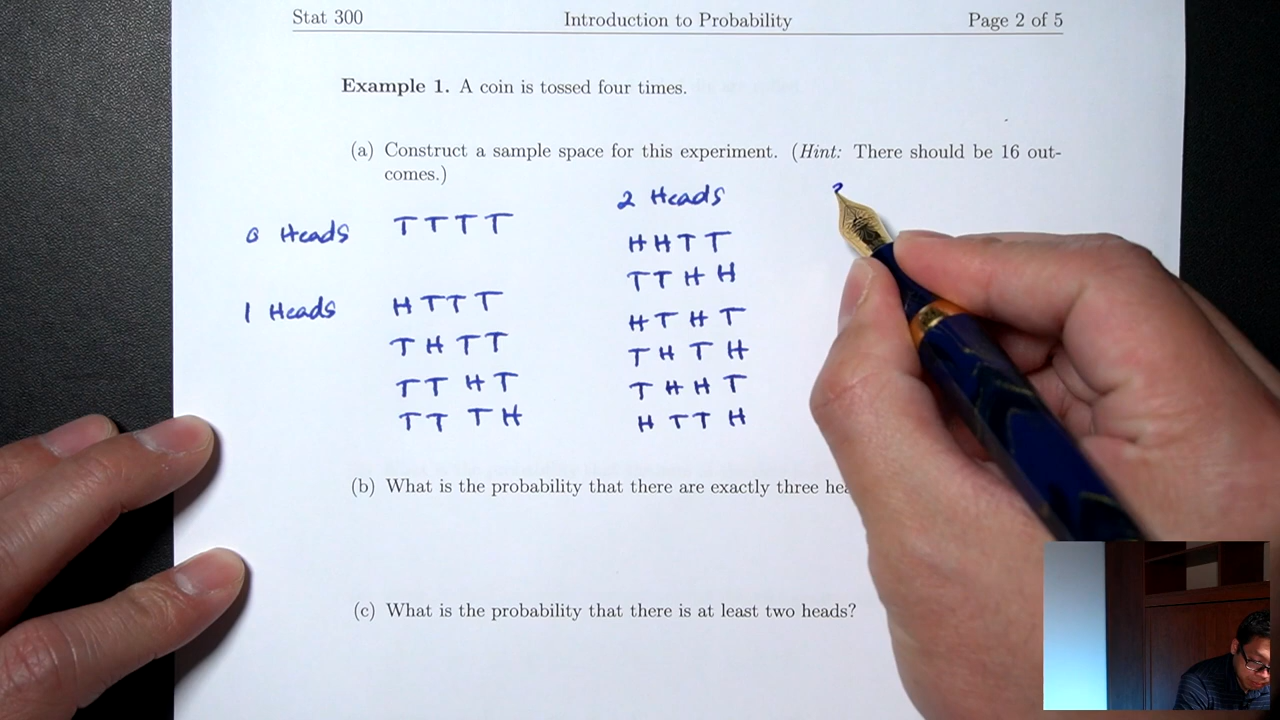 Stat 300 Introduction to Probability Page 2 of 5
Example 1. A coin is tossed four times.
(a) Construct a sample space for this experiment. (Hint: There should be 16 out-
comes.)
0 Heads TTTT
1 Heads HTTT
THTT
TTHT
TTTH
2 Heads
HHTT
TTHH
HTHT
THTH
THHT
HTTH
(b) What is the probability that there are exactly three
(c) What is the probability that there is at least two heads?